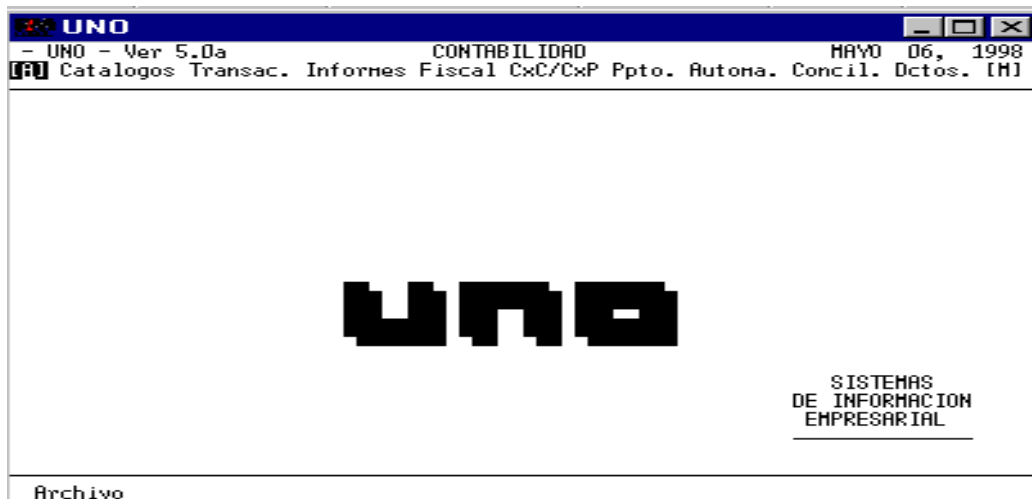 UNO
- UNO - Ver 5.0a CONTABILIDAD MAYO 06, 1998
[A] Catalogos Transac. Informes Fiscal CxC/CxP Ppto. Automa. Concil. Dctos. [M]
uno
SISTEMAS
DE INFORMACION
EMPRESARIAL
Archivo